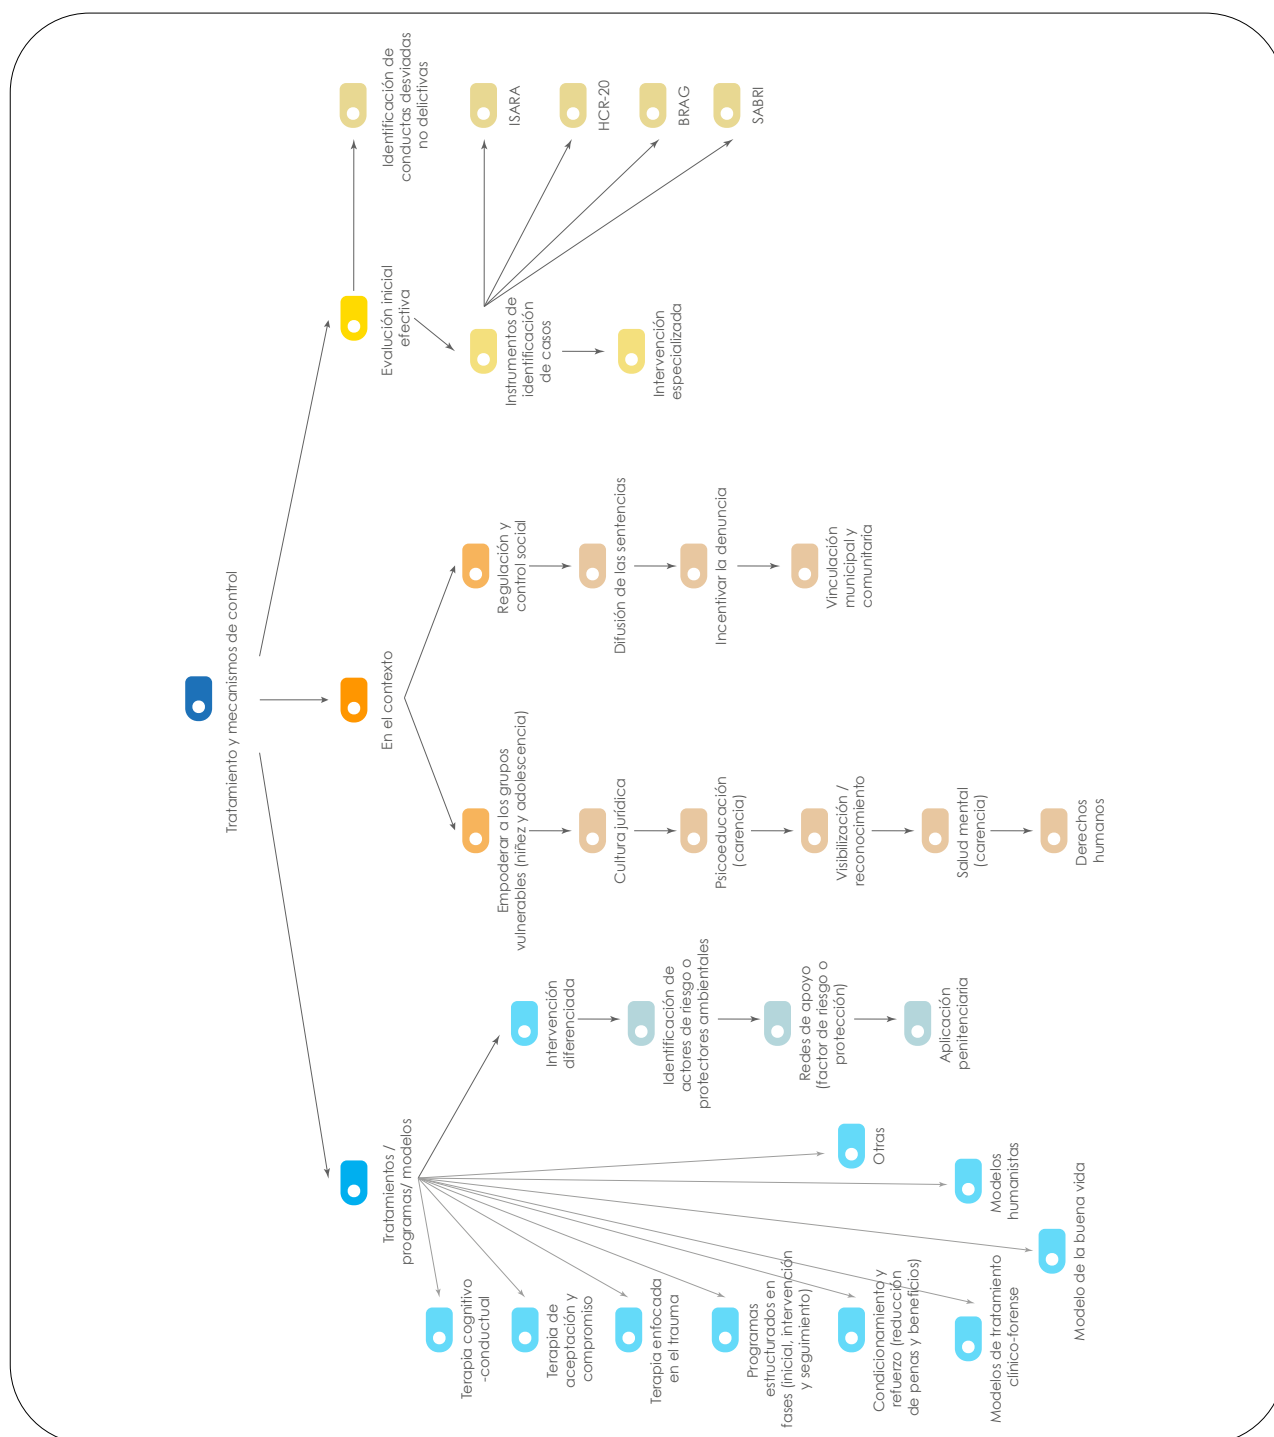 Tratamiento y mecanismos de control
Tratamientos /
programas/ modelos
Terapia cognitivo
-conductual
Terapia de
aceptación y
compromiso
Terapia enfocada
en el trauma
Programas
estructurados en
fases (inicial, intervención
y seguimiento)
Condicionamiento y
refuerzo (reducción
de penas y beneficios)
Modelos de tratamiento
clínico-forense
Modelo de la buena vida
Modelos
humanistas
Otras
Intervención
diferenciada
Identificación de
actores de riesgo o
protectores ambientales
Redes de apoyo
(factor de riesgo o
protección)
Aplicación
penitenciaria
En el contexto
Empoderar a los grupos
vulnerables (niñez y adolescencia)
Cultura jurídica
Psicoeducación
(carencia)
Visibilización /
reconocimiento
Salud mental
(carencia)
Derechos
humanos
Regulación y
control social
Difusión de las sentencias
Incentivar la denuncia
Vinculación
municipal y
comunitaria
Evalución inicial
efectiva
Instrumentos de
identificación
de casos
Intervención
especializada
Identificación de
conductas desviadas
no delictivas
ISARA
HCR-20
BRAG
SABRI